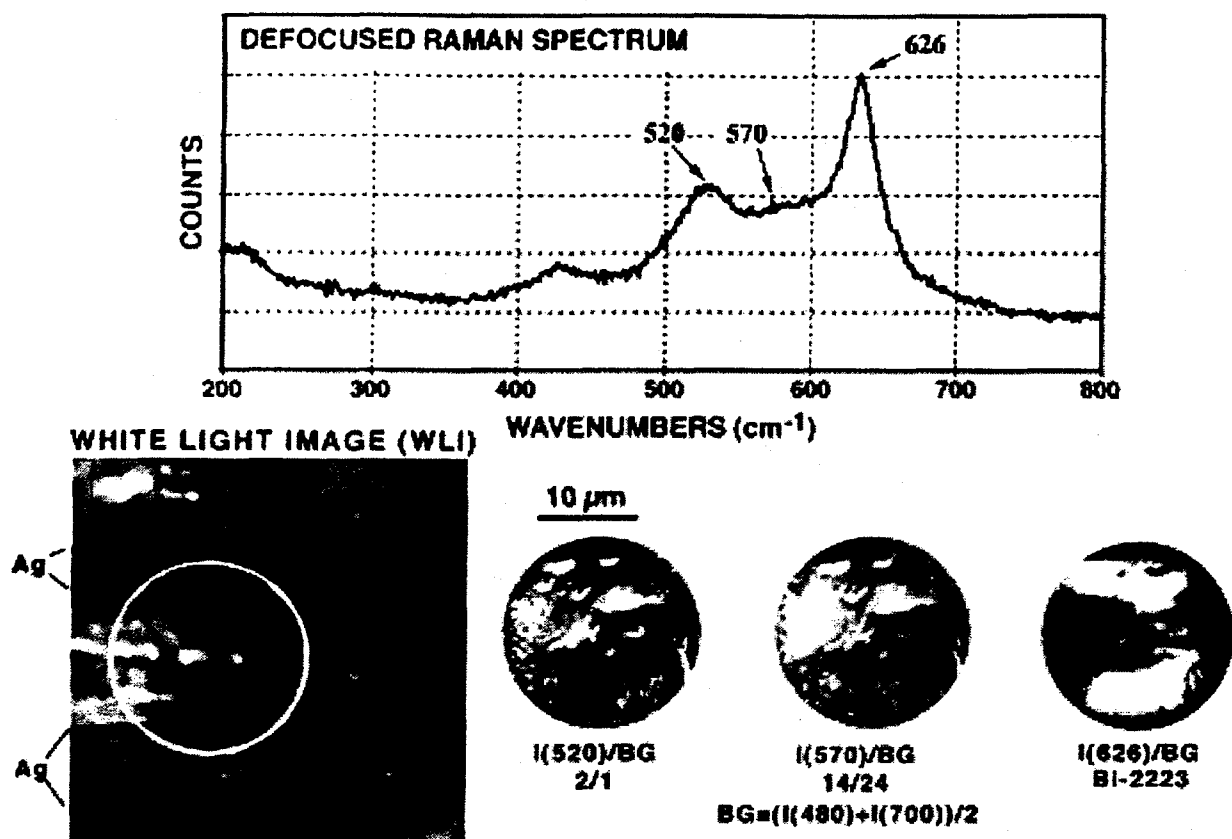 DEFOCUSED RAMAN SPECTRUM
626
520
570
COUNTS
200 300 400 500 600 700 800
WAVENUMBERS (cm-1)
WHITE LIGHT IMAGE (WLI)
Ag
Ag
10 μm
I(520)/BG
2/1
I(570)/BG
14/24
I(626)/BG
BI-2223
BG=(I(480)+I(700))/2